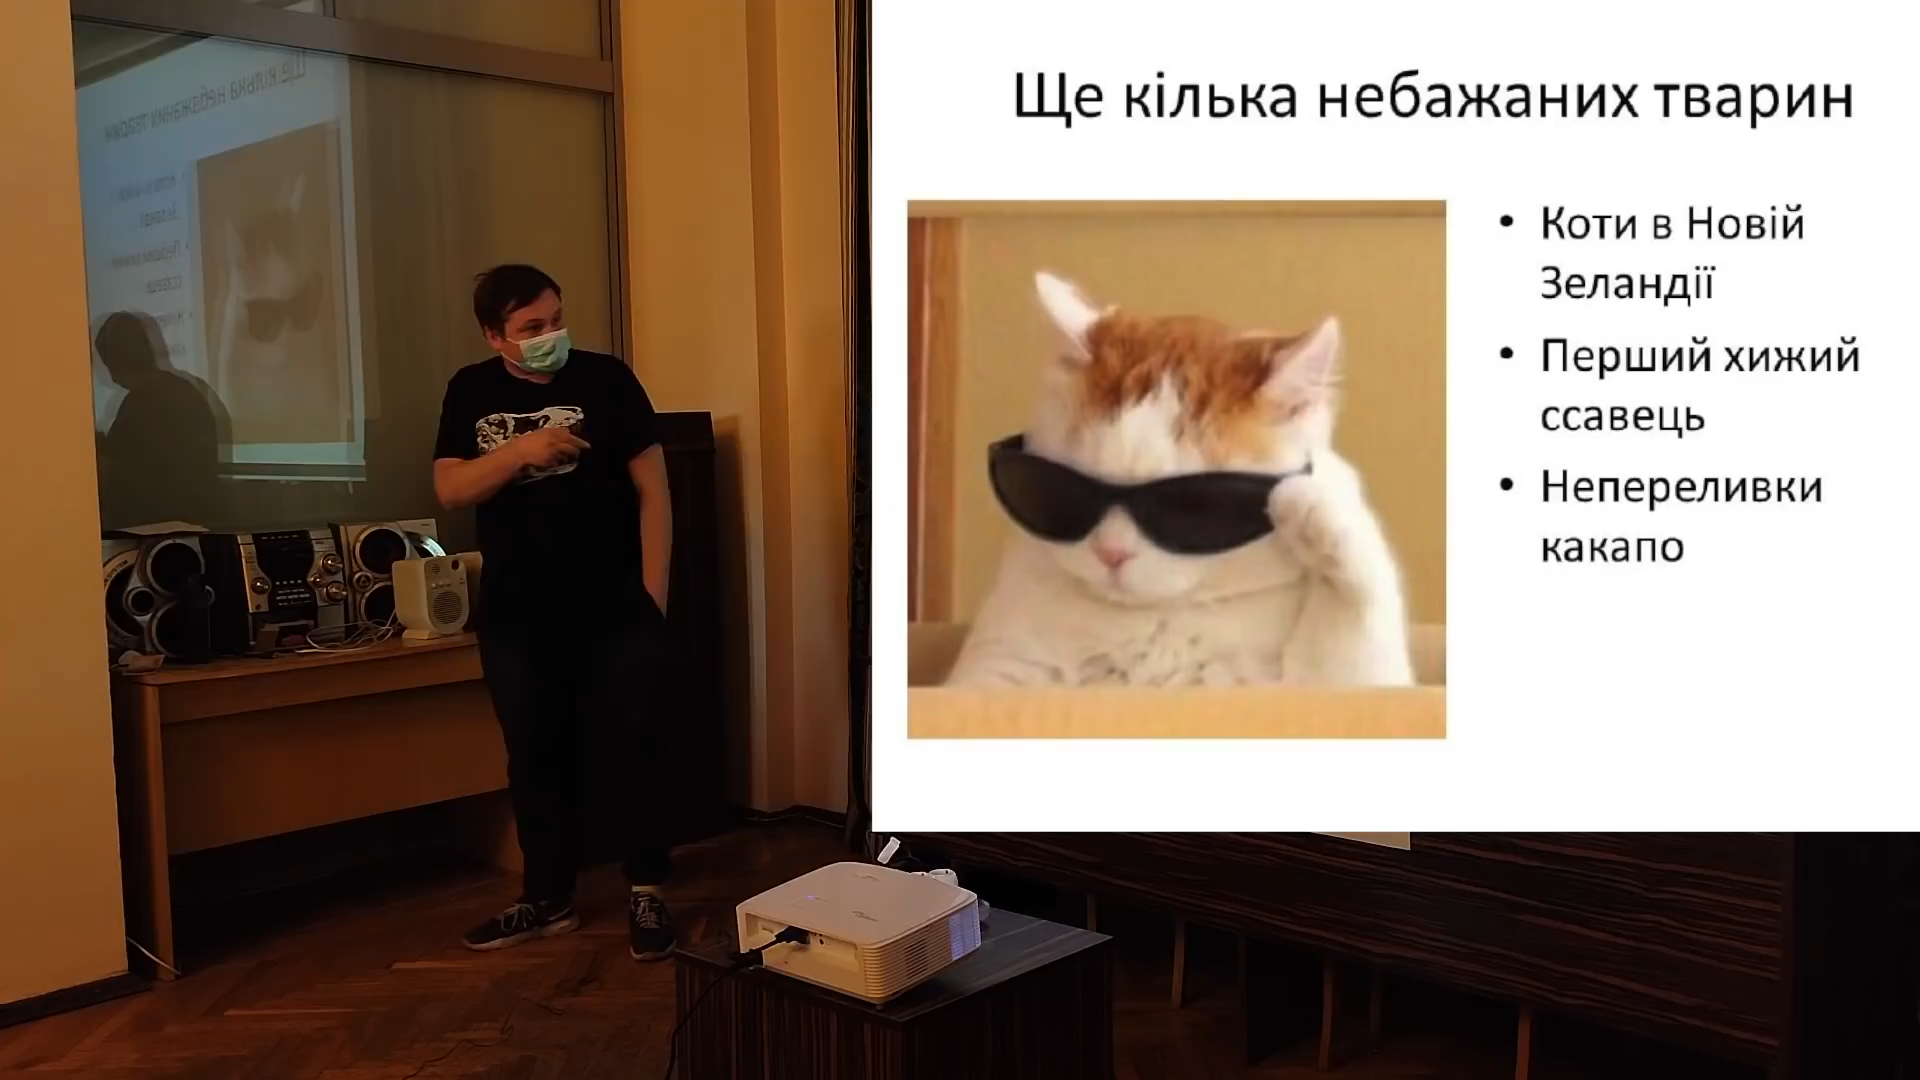 Ще кілька небажаних тварин
• Коти в Новій
Зеландії
• Перший хижий
ссавець
• Непереливки
какапо